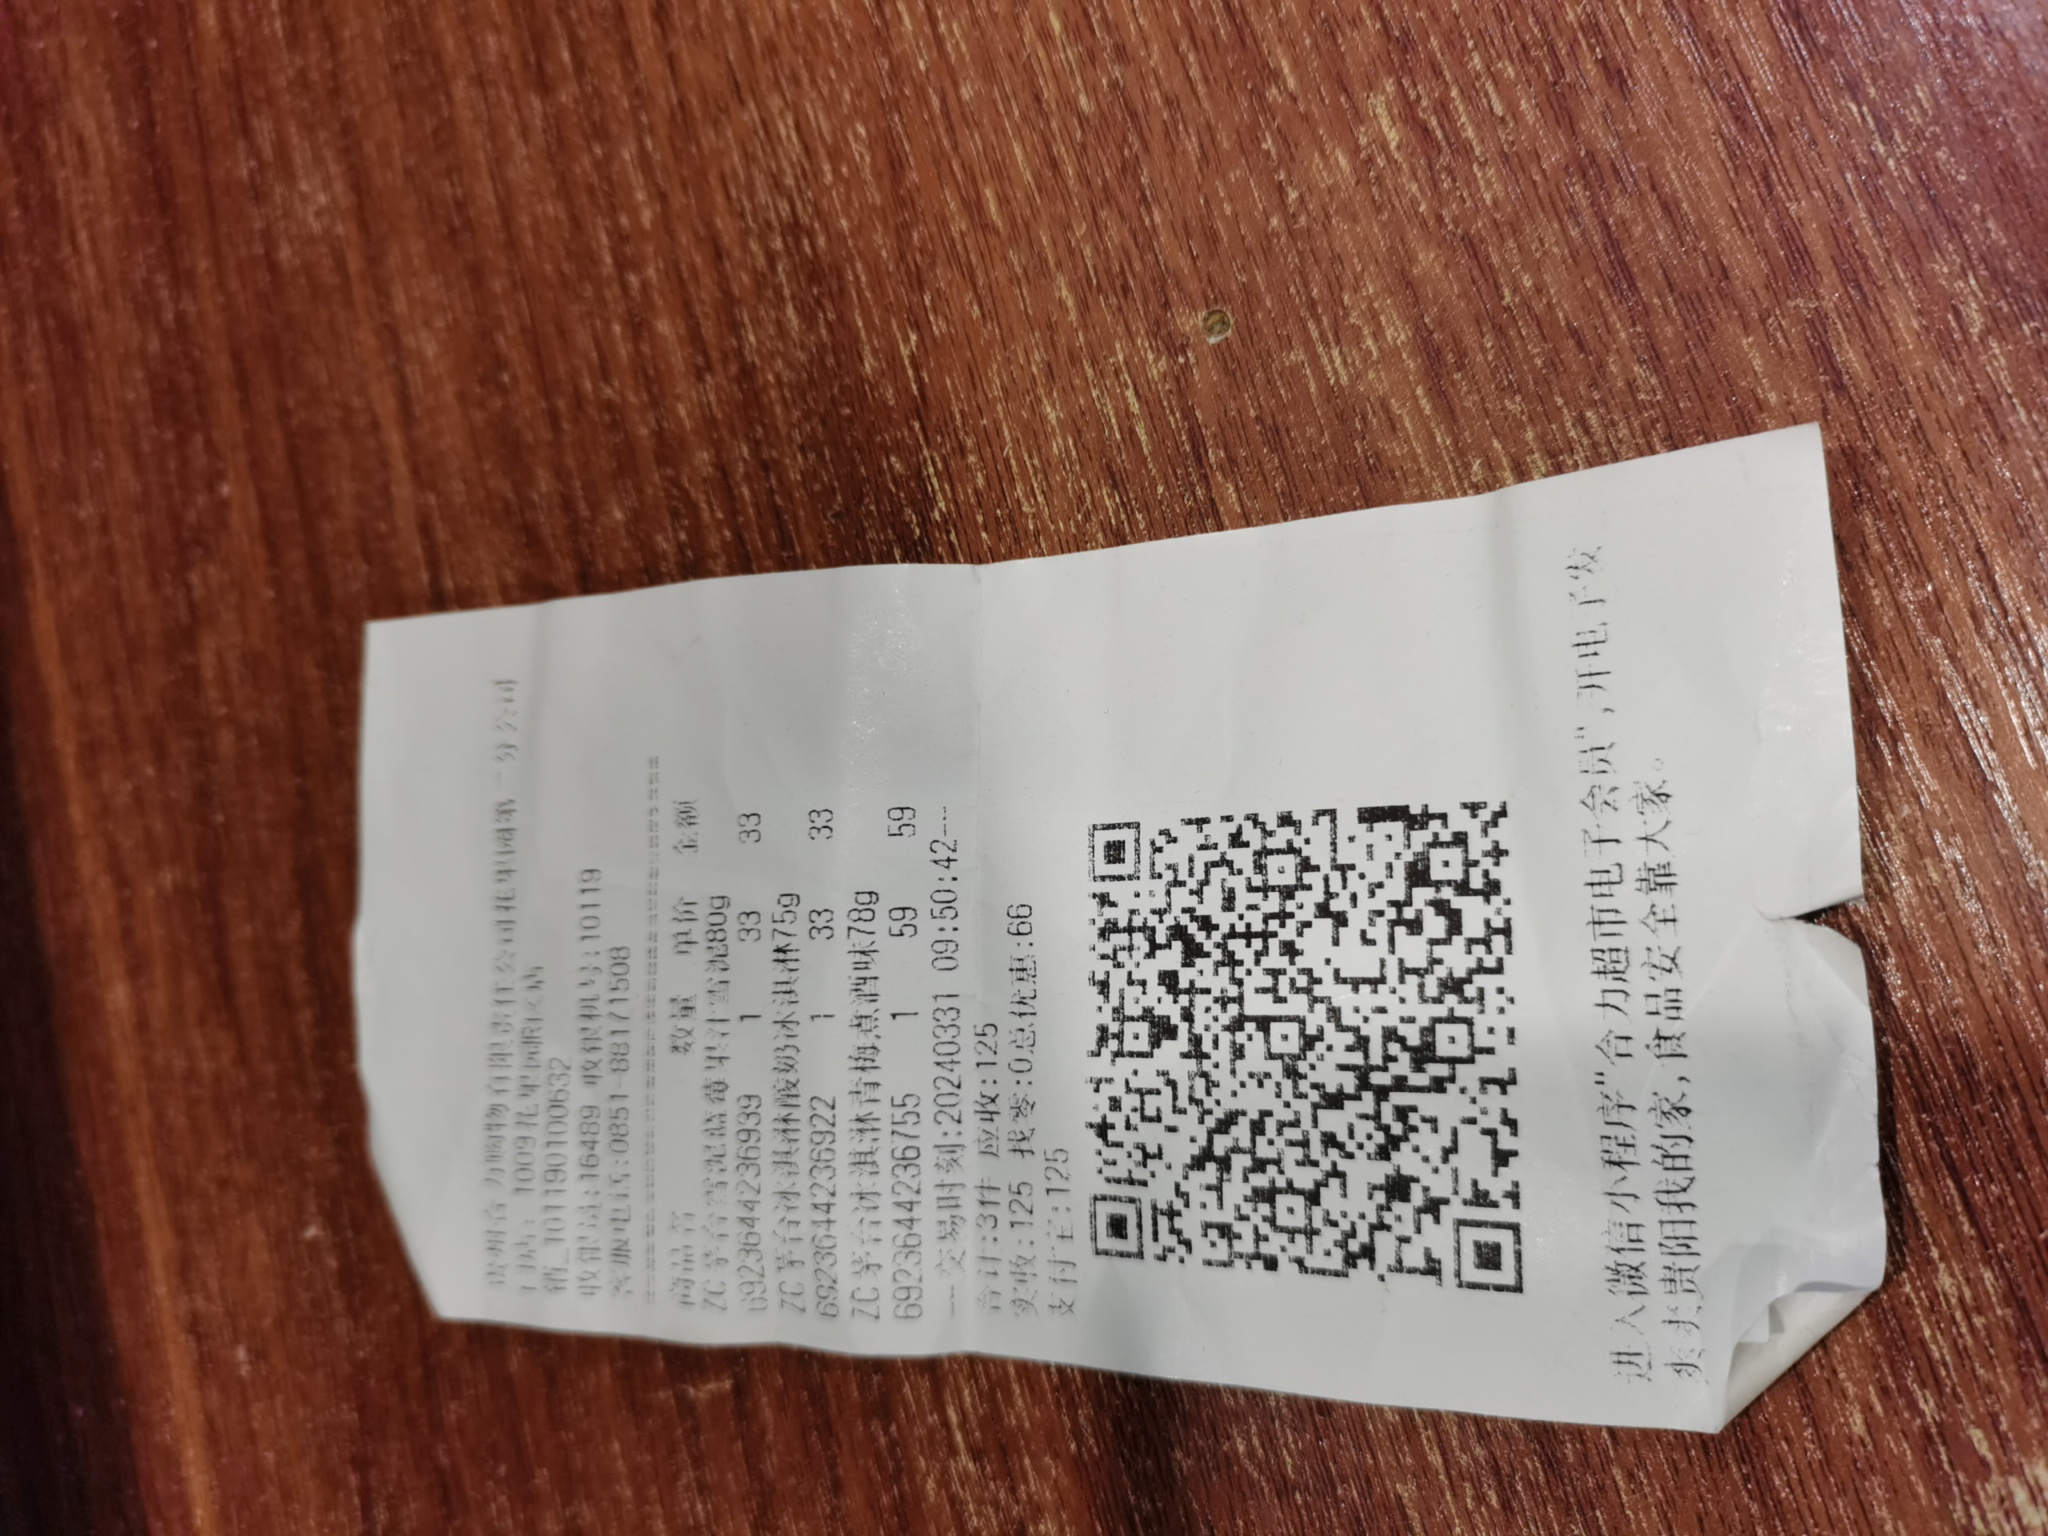 贵州合力购物有限责任公司花果园第一分公司
门店: 1009花果园R1区店
销_1011901010063​2
收银员:16489 收银机号:10119
客服电话:0851-88171508
商品名 数量 单价 金额
ZC茅台雪泥蓝莓果汁雪泥80g
6923644236939 1 33 33
ZC茅台冰淇淋酸奶冰淇淋75g
6923644236922 1 33 33
ZC茅台冰淇淋青梅煮酒味78g
6923644236755 1 59 59
---交易时刻:20240331 09:50:42---
合计:3件 应收:125
实收:125 找零:0总优惠:66
支付宝:125
进入微信小程序"合力超市电子会员",开电子发
爽爽贵阳我的家,食品安全靠大家。